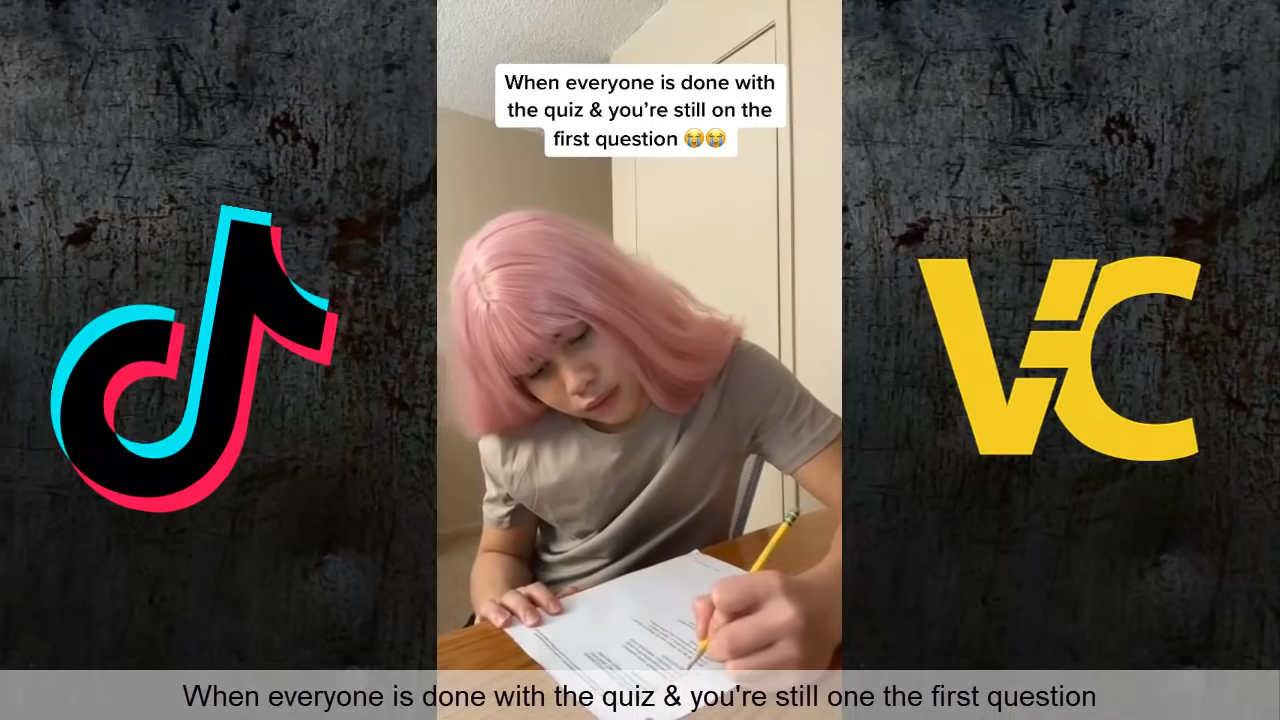 When everyone is done with
the quiz & you’re still on the
first question 😭😭
VC
When everyone is done with the quiz & you're still one the first question